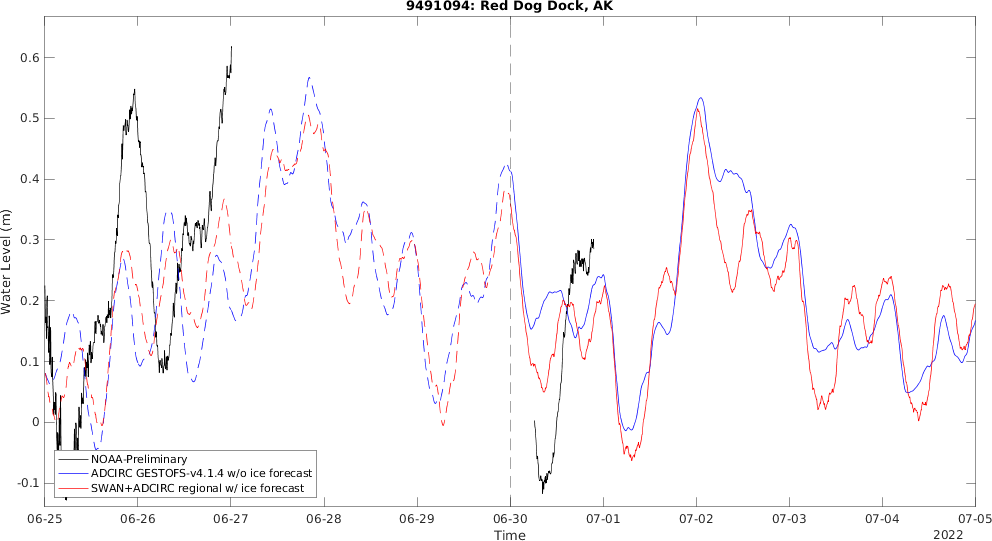 9491094: Red Dog Dock, AK
0.6
0.5
0.4
0.3
0.2
0.1
0
-0.1
Water Level (m)
NOAA-Preliminary
ADCIRC GESTOFS-v4.1.4 w/o ice forecast
SWAN+ADCIRC regional w/ ice forecast
06-25 06-26 06-27 06-28 06-29 06-30 07-01 07-02 07-03 07-04 07-05
Time
2022